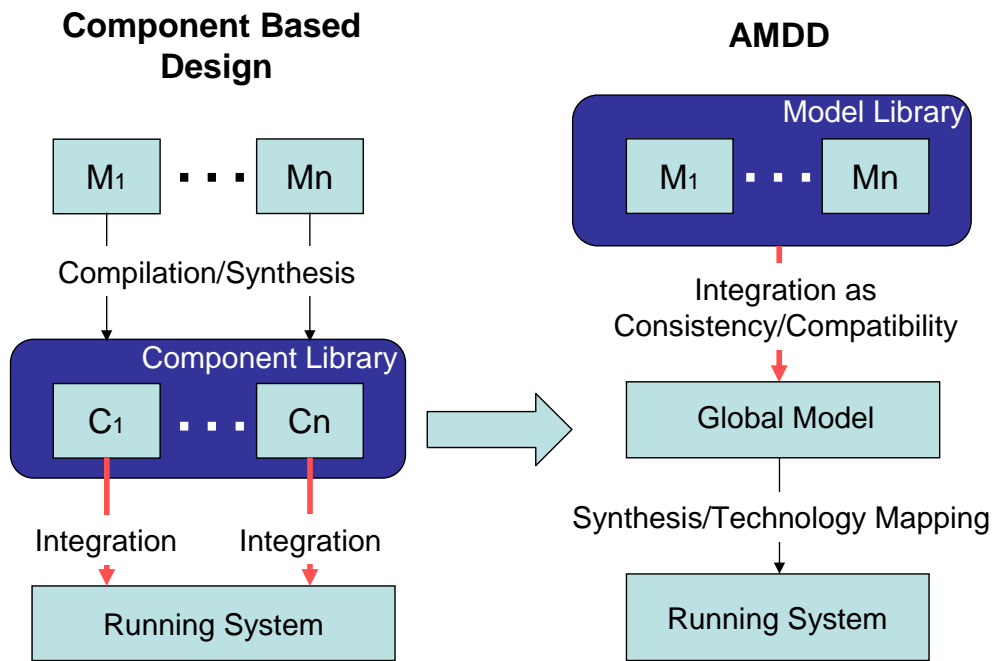 Component Based
Design
M1 ... Mn
Compilation/Synthesis
Component Library
C1 ... Cn
Integration Integration
Running System
AMDD
Model Library
M1 ... Mn
Integration as
Consistency/Compatibility
Global Model
Synthesis/Technology Mapping
Running System